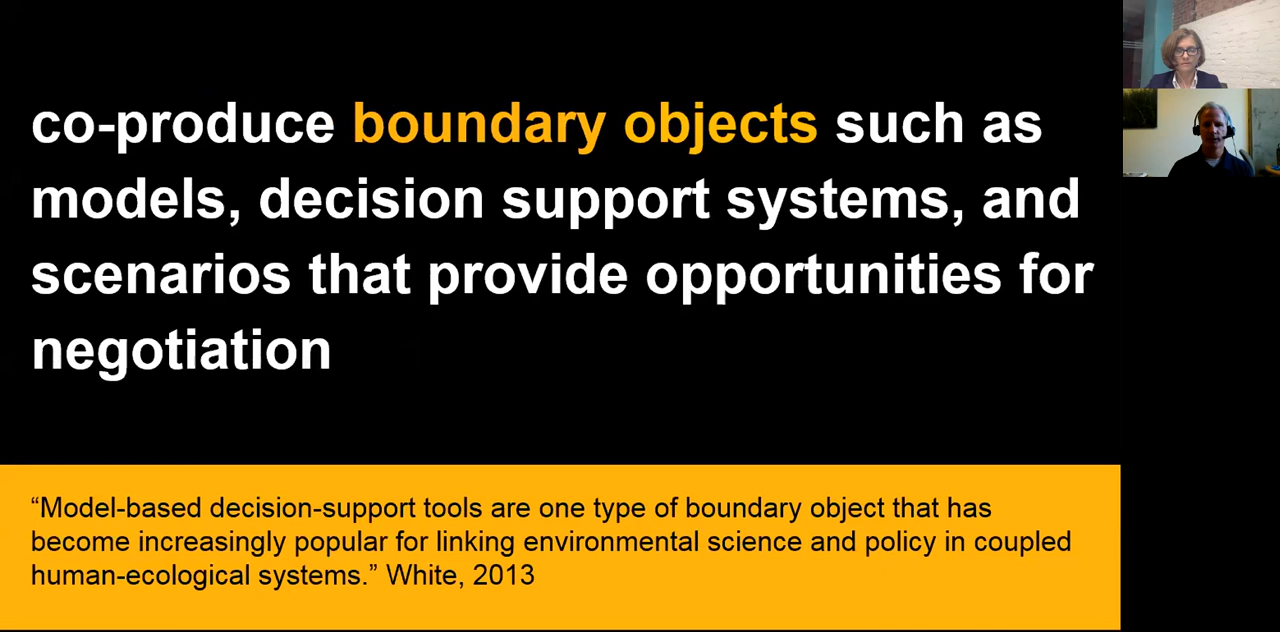 co-produce boundary objects such as
models, decision support systems, and
scenarios that provide opportunities for
negotiation
“Model-based decision-support tools are one type of boundary object that has
become increasingly popular for linking environmental science and policy in coupled
human-ecological systems.” White, 2013